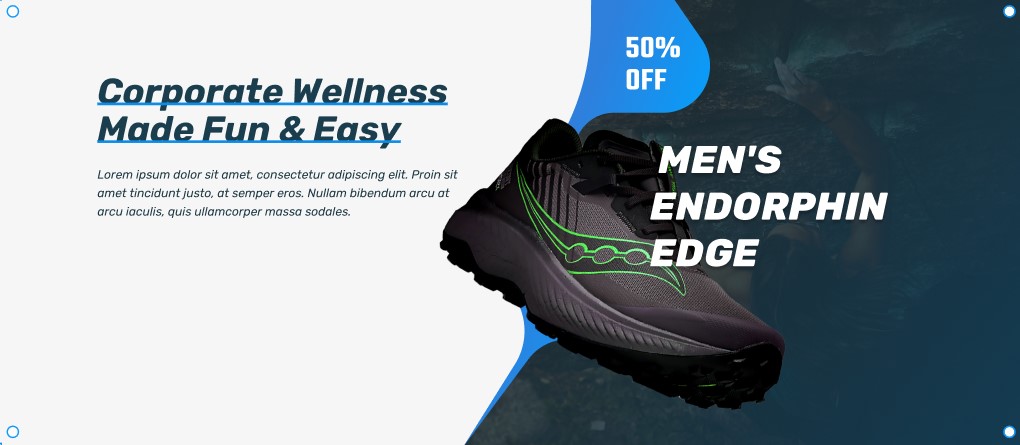 Corporate Wellness
Made Fun & Easy
Lorem ipsum dolor sit amet, consectetur adipiscing elit. Proin sit
amet tincidunt justo, at semper eros. Nullam bibendum arcu at
arcu iaculis, quis ullamcorper massa sodales.
50%
OFF
MEN'S
ENDORPHIN
EDGE